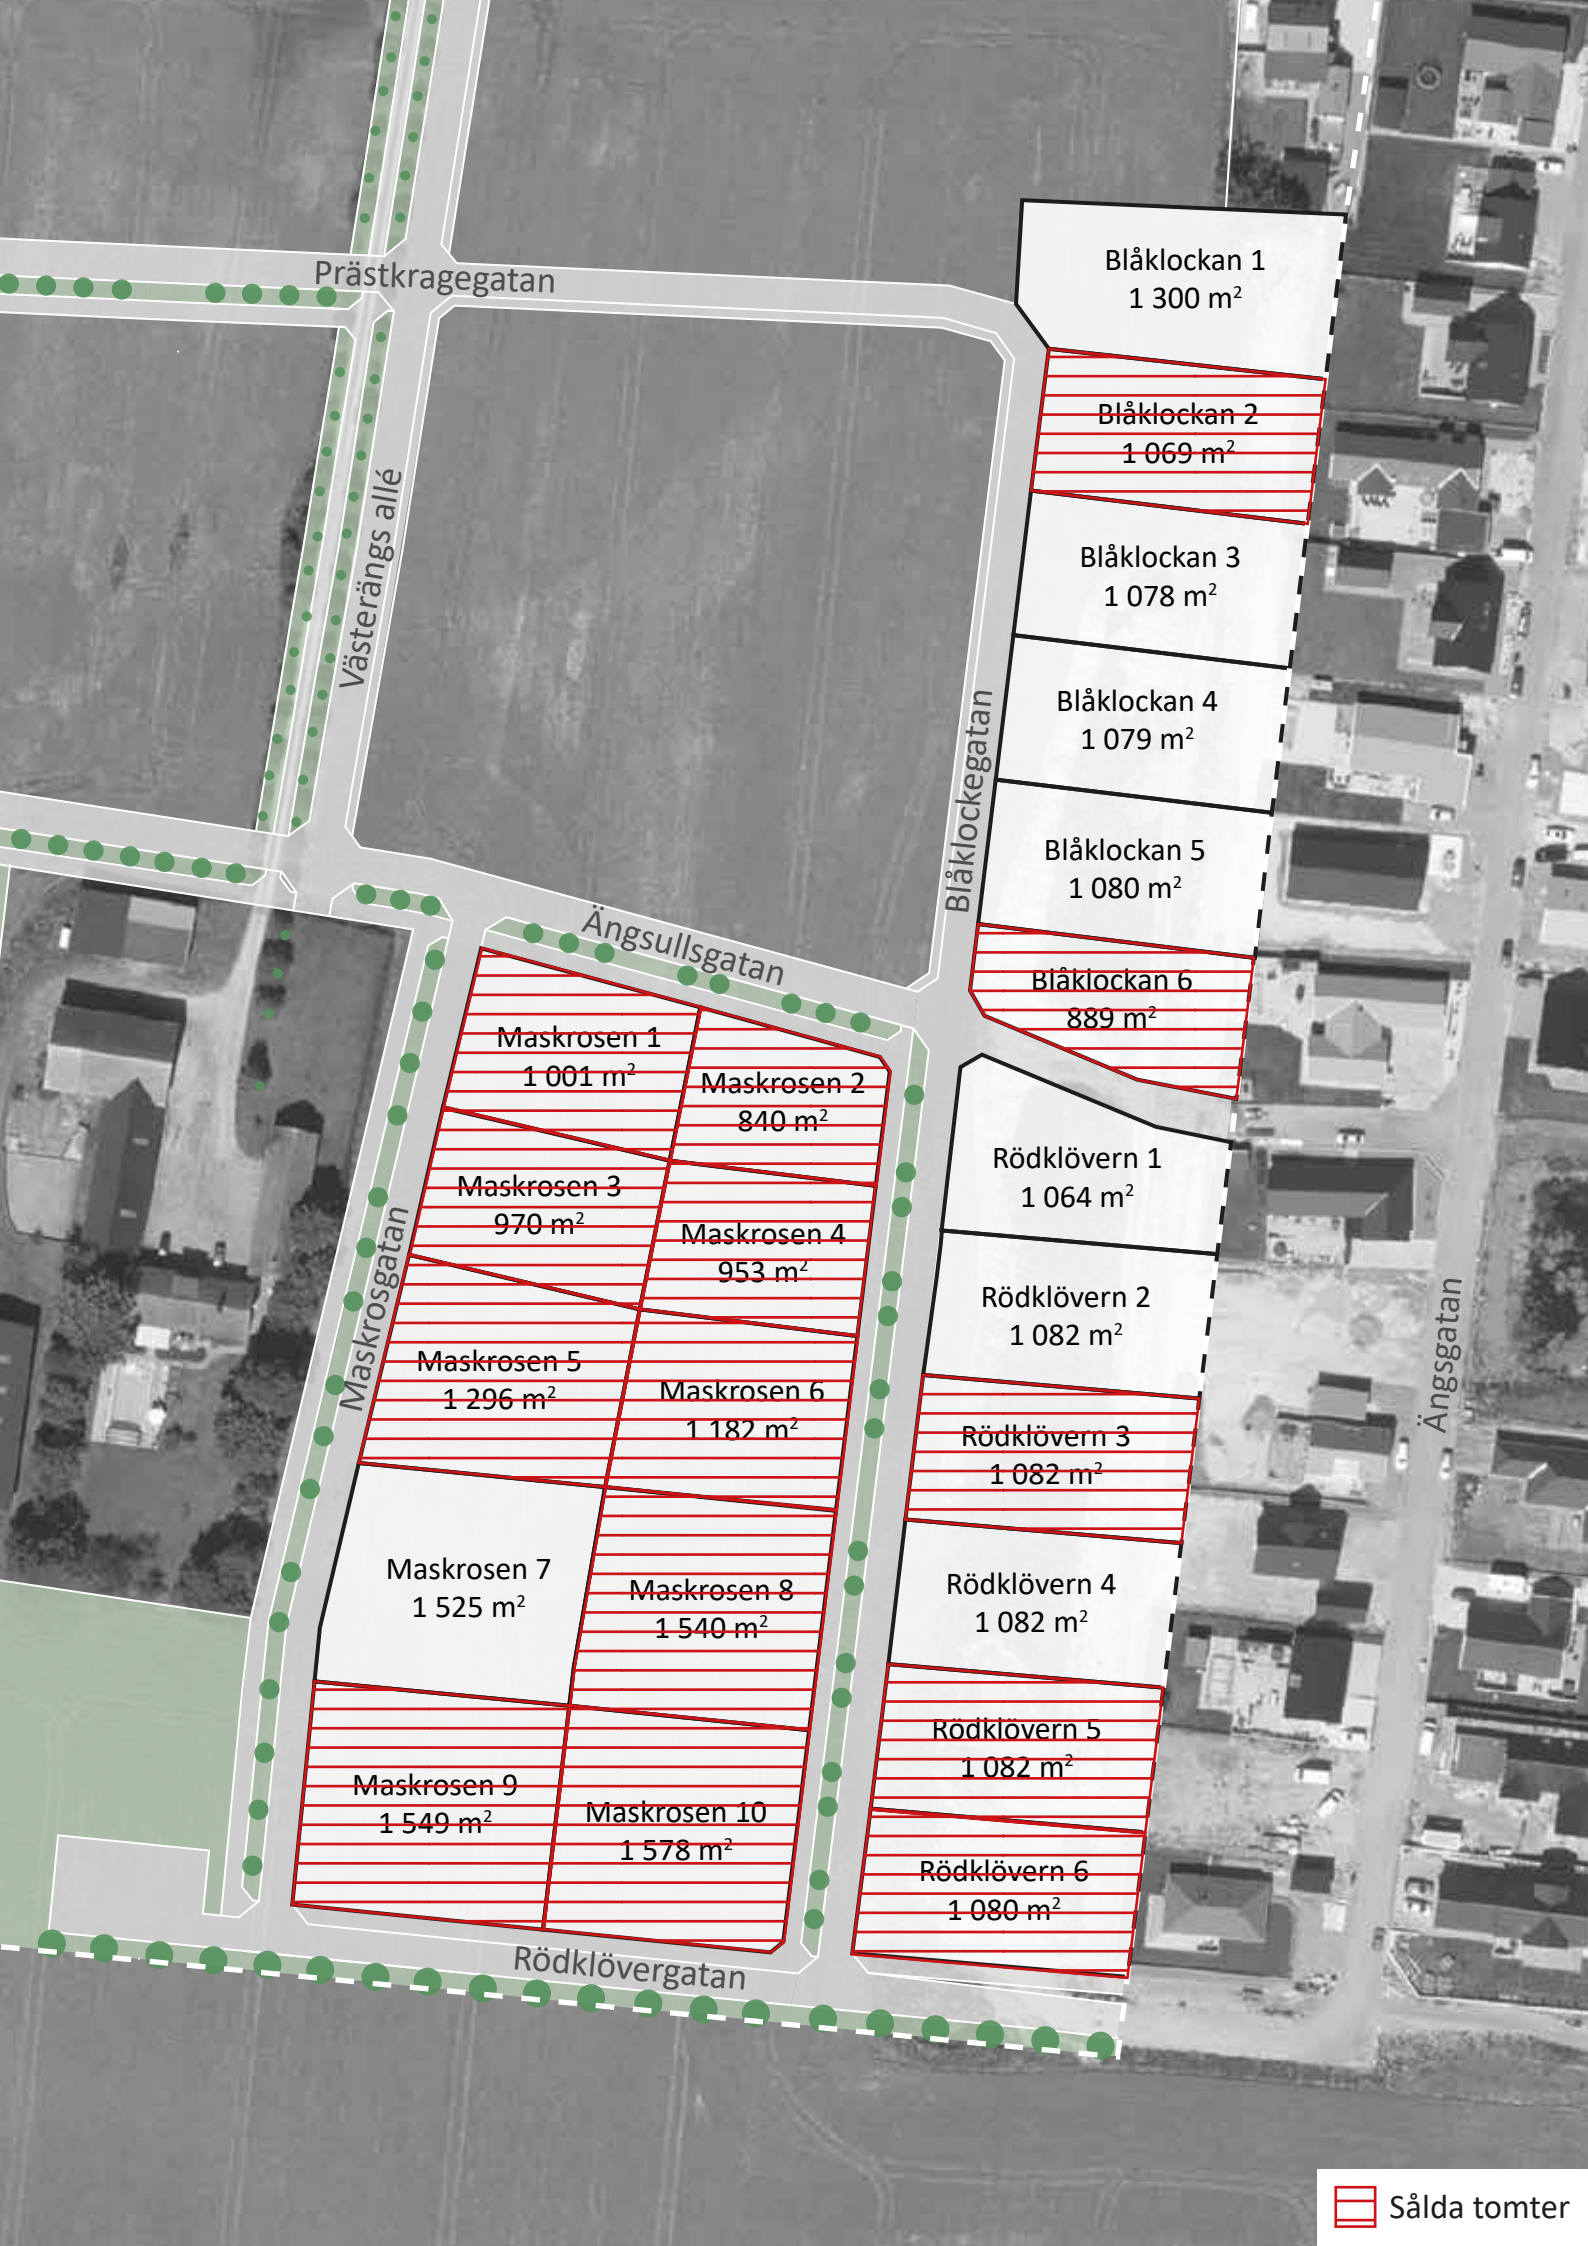 Prästkragegatan
Västerängs allé
Blåklockegatan
Ängsullsgatan
Maskrosgatan
Rödklövergatan
Ängsgatan
Blåklockan 1
1 300 m²
Blåklockan 2
1 069 m²
Blåklockan 3
1 078 m²
Blåklockan 4
1 079 m²
Blåklockan 5
1 080 m²
Blåklockan 6
889 m²
Maskrosen 1
1 001 m²
Maskrosen 2
840 m²
Maskrosen 3
970 m²
Maskrosen 4
953 m²
Maskrosen 5
1 296 m²
Maskrosen 6
1 182 m²
Maskrosen 7
1 525 m²
Maskrosen 8
1 540 m²
Maskrosen 9
1 549 m²
Maskrosen 10
1 578 m²
Rödklövern 1
1 064 m²
Rödklövern 2
1 082 m²
Rödklövern 3
1 082 m²
Rödklövern 4
1 082 m²
Rödklövern 5
1 082 m²
Rödklövern 6
1 080 m²
Sålda tomter